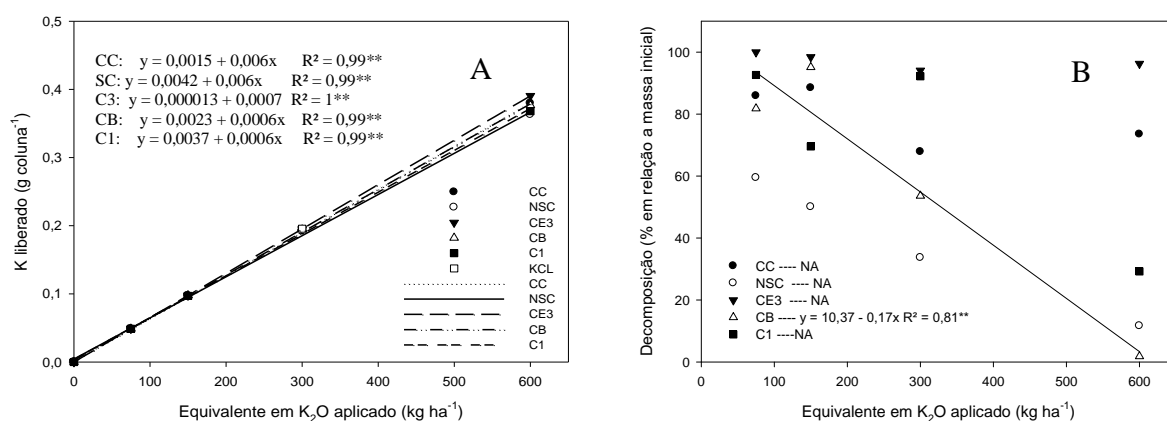 0,5
0,4
0,3
0,2
0,1
0,0
K liberado (g coluna-1)
CC: y = 0,0015 + 0,006x R² = 0,99**
SC: y = 0,0042 + 0,006x R² = 0,99**
C3: y = 0,000013 + 0,0007 R² = 1**
CB: y = 0,0023 + 0,0006x R² = 0,99**
C1: y = 0,0037 + 0,0006x R² = 0,99**
A
CC
NSC
CE3
CB
C1
KCL
CC
NSC
CE3
CB
C1
0 100 200 300 400 500 600
Equivalente em K2O aplicado (kg ha-1)
100
80
60
40
20
0
Decomposição (% em relação a massa inicial)
B
CC ---- NA
NSC ---- NA
CE3 ---- NA
CB ---- y = 10,37 - 0,17x R² = 0,81**
C1 ----NA
0 100 200 300 400 500 600
Equivalente em K2O aplicado (kg ha-1)